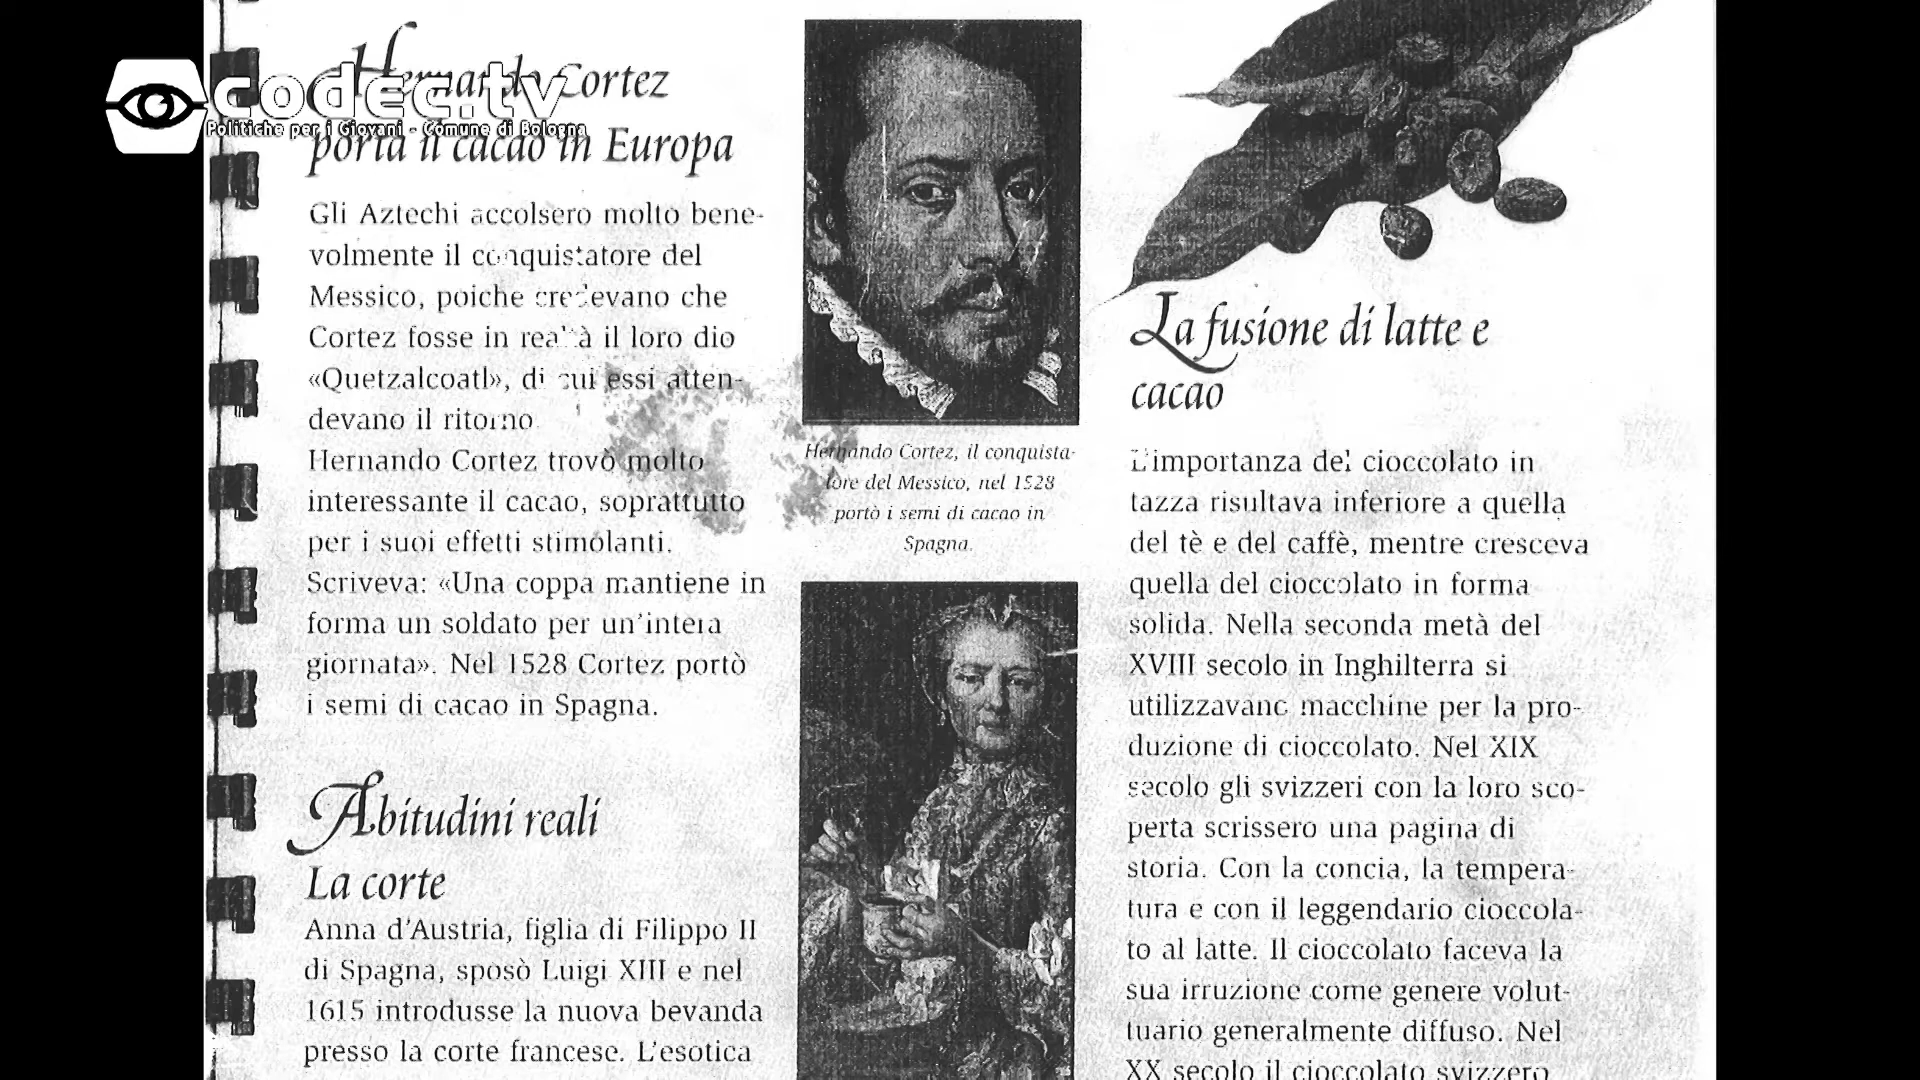 codec.tv
Politiche per i Giovani - Comune di Bologna
Hernando Cortez
porta il cacao in Europa
Gli Aztechi accolsero molto bene-
volmente il conquistatore del
Messico, poiche credevano che
Cortez fosse in realtà il loro dio
«Quetzalcoatl», di cui essi atten-
devano il ritorno
Hernando Cortez trovò molto
interessante il cacao, soprattutto
per i suoi effetti stimolanti.
Scriveva: «Una coppa mantiene in
forma un soldato per un'intera
giornata». Nel 1528 Cortez portò
i semi di cacao in Spagna.
Abitudini reali
La corte
Anna d'Austria, figlia di Filippo II
di Spagna, sposò Luigi XIII e nel
1615 introdusse la nuova bevanda
presso la corte francese. L'esotica
Hernando Cortez, il conquista-
tore del Messico, nel 1528
portò i semi di cacao in
Spagna.
La fusione di latte e
cacao
L'importanza del cioccolato in
tazza risultava inferiore a quella
del tè e del caffè, mentre cresceva
quella del cioccolato in forma
solida. Nella seconda metà del
XVIII secolo in Inghilterra si
utilizzavano macchine per la pro-
duzione di cioccolato. Nel XIX
secolo gli svizzeri con la loro sco-
perta scrissero una pagina di
storia. Con la concia, la tempera-
tura e con il leggendario cioccola-
to al latte. Il cioccolato faceva la
sua irruzione come genere volut-
tuario generalmente diffuso. Nel
XX secolo il cioccolato svizzero